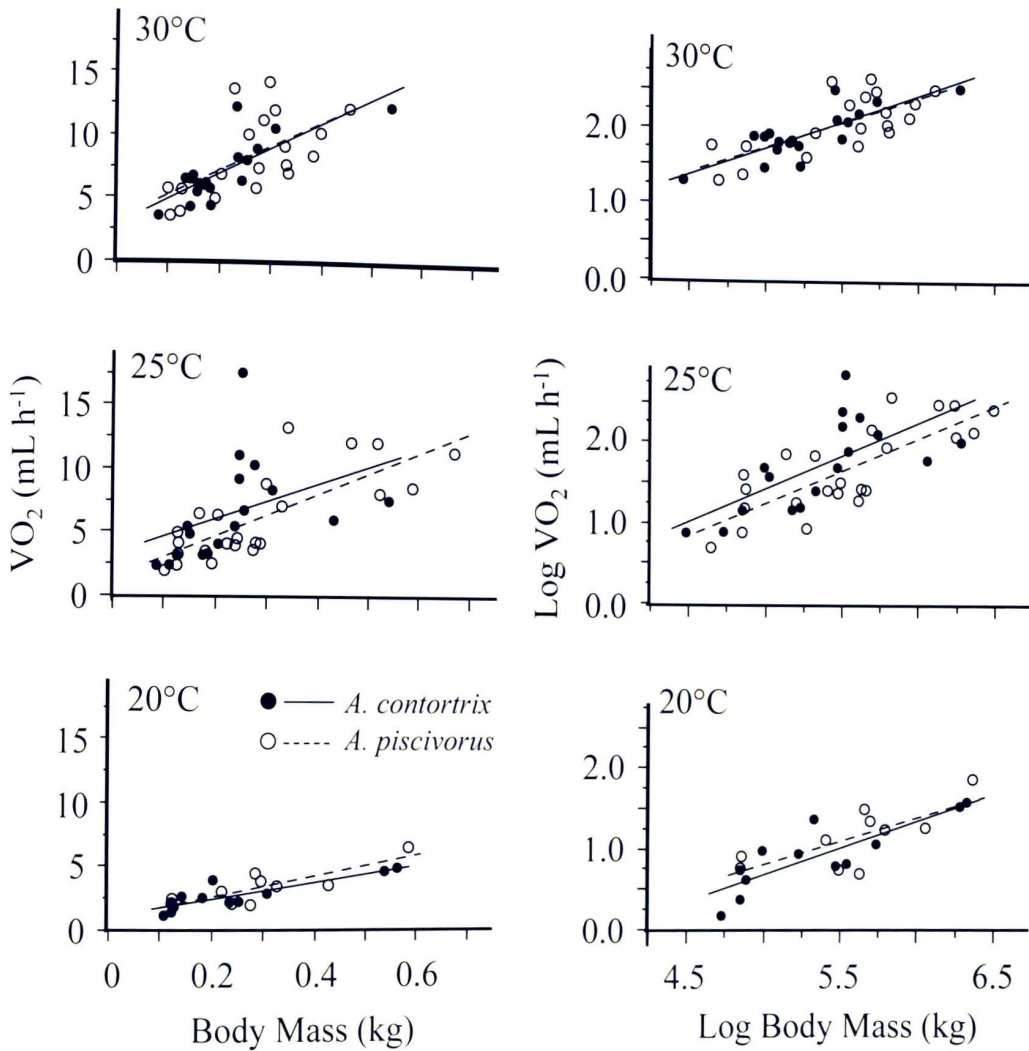 30°C
15
10
5
0
30°C
2.0
1.0
0.0
25°C
15
10
5
0
25°C
2.0
1.0
0.0
VO₂ (mL h⁻¹)
Log VO₂ (mL h⁻¹)
20°C
A. contortrix
A. piscivorus
15
10
5
0
0 0.2 0.4 0.6
Body Mass (kg)
20°C
2.0
1.0
0.0
4.5 5.5 6.5
Log Body Mass (kg)